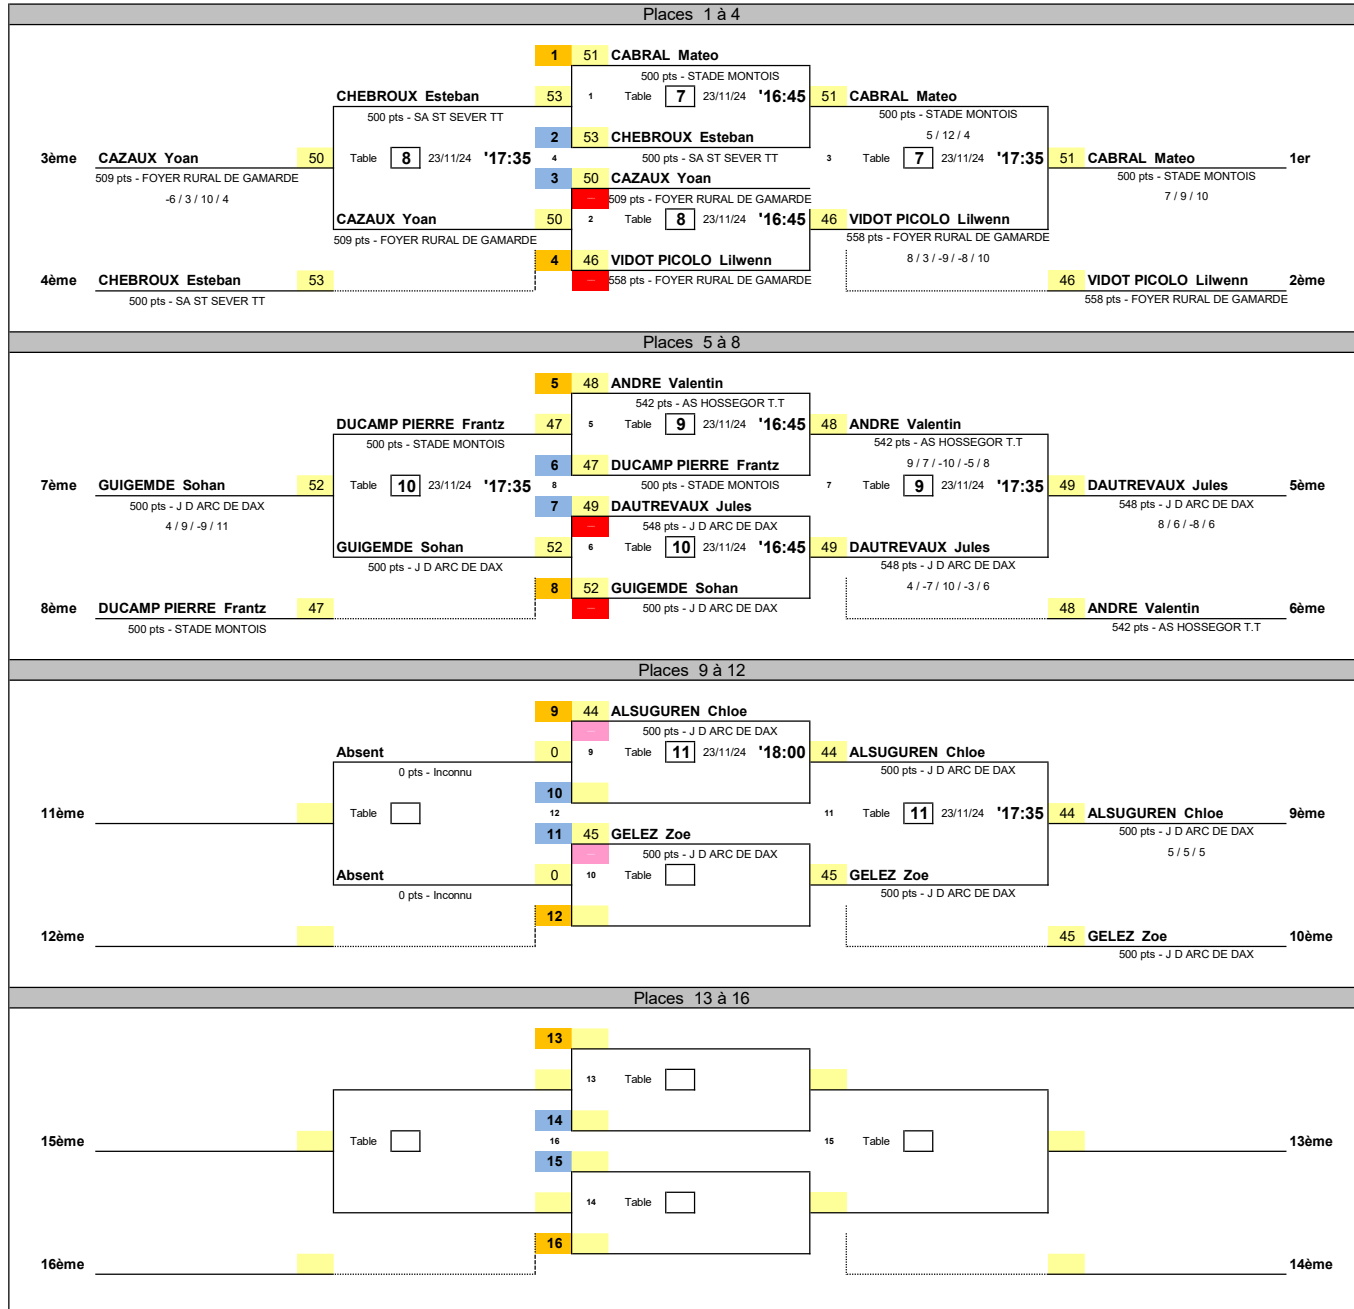 Places 1 à 4
1 51 CABRAL Mateo
500 pts - STADE MONTOIS
CHEBROUX Esteban 53 1 Table 7 23/11/24 '16:45 51 CABRAL Mateo
500 pts - SA ST SEVER TT 500 pts - STADE MONTOIS
2 53 CHEBROUX Esteban 5 / 12 / 4
3ème CAZAUX Yoan 50 Table 8 23/11/24 '17:35 4 500 pts - SA ST SEVER TT 3 Table 7 23/11/24 '17:35 51 CABRAL Mateo 1er
509 pts - FOYER RURAL DE GAMARDE 3 50 CAZAUX Yoan 500 pts - STADE MONTOIS
-6 / 3 / 10 / 4 509 pts - FOYER RURAL DE GAMARDE 7 / 9 / 10
CAZAUX Yoan 50 2 Table 8 23/11/24 '16:45 46 VIDOT PICOLO Lilwenn
509 pts - FOYER RURAL DE GAMARDE 558 pts - FOYER RURAL DE GAMARDE
4 46 VIDOT PICOLO Lilwenn 8 / 3 / -9 / -8 / 10
4ème CHEBROUX Esteban 53 558 pts - FOYER RURAL DE GAMARDE 46 VIDOT PICOLO Lilwenn 2ème
500 pts - SA ST SEVER TT 558 pts - FOYER RURAL DE GAMARDE
Places 5 à 8
5 48 ANDRE Valentin
542 pts - AS HOSSEGOR T.T
DUCAMP PIERRE Frantz 47 5 Table 9 23/11/24 '16:45 48 ANDRE Valentin
500 pts - STADE MONTOIS 542 pts - AS HOSSEGOR T.T
6 47 DUCAMP PIERRE Frantz 9 / 7 / -10 / -5 / 8
7ème GUIGEMDE Sohan 52 Table 10 23/11/24 '17:35 8 500 pts - STADE MONTOIS 7 Table 9 23/11/24 '17:35 49 DAUTREVAUX Jules 5ème
500 pts - J D ARC DE DAX 7 49 DAUTREVAUX Jules 548 pts - J D ARC DE DAX
4 / 9 / -9 / 11 548 pts - J D ARC DE DAX 8 / 6 / -8 / 6
GUIGEMDE Sohan 52 6 Table 10 23/11/24 '16:45 49 DAUTREVAUX Jules
500 pts - J D ARC DE DAX 548 pts - J D ARC DE DAX
8 52 GUIGEMDE Sohan 4 / -7 / 10 / -3 / 6
8ème DUCAMP PIERRE Frantz 47 500 pts - J D ARC DE DAX 48 ANDRE Valentin 6ème
500 pts - STADE MONTOIS 542 pts - AS HOSSEGOR T.T
Places 9 à 12
9 44 ALSUGUREN Chloe
500 pts - J D ARC DE DAX
Absent 0 9 Table 11 23/11/24 '18:00 44 ALSUGUREN Chloe
0 pts - Inconnu 500 pts - J D ARC DE DAX
10
11ème Table 12 11 Table 11 23/11/24 '17:35 44 ALSUGUREN Chloe 9ème
11 45 GELEZ Zoe 500 pts - J D ARC DE DAX
500 pts - J D ARC DE DAX 5 / 5 / 5
Absent 0 10 Table 45 GELEZ Zoe
0 pts - Inconnu 500 pts - J D ARC DE DAX
12
12ème 45 GELEZ Zoe 10ème
500 pts - J D ARC DE DAX
Places 13 à 16
13
13 Table
14
15ème Table 16 15 Table 13ème
15
14 Table
16
16ème 14ème